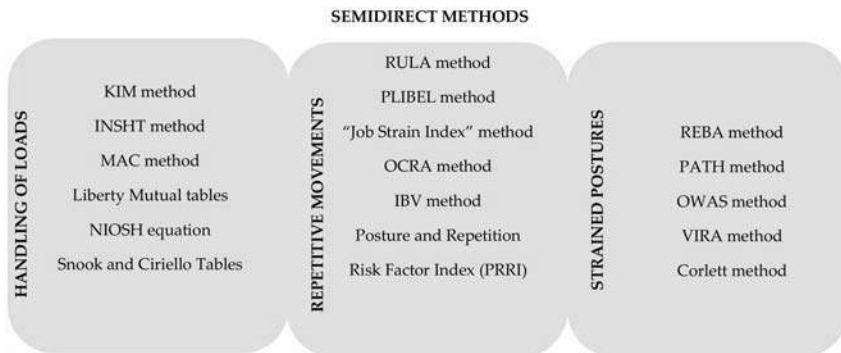 SEMIDIRECT METHODS
HANDLING OF LOADS
KIM method
INSHT method
MAC method
Liberty Mutual tables
NIOSH equation
Snook and Ciriello Tables
REPETITIVE MOVEMENTS
RULA method
PLIBEL method
“Job Strain Index” method
OCRA method
IBV method
Posture and Repetition
Risk Factor Index (PRRI)
STRAINED POSTURES
REBA method
PATH method
OWAS method
VIRA method
Corlett method